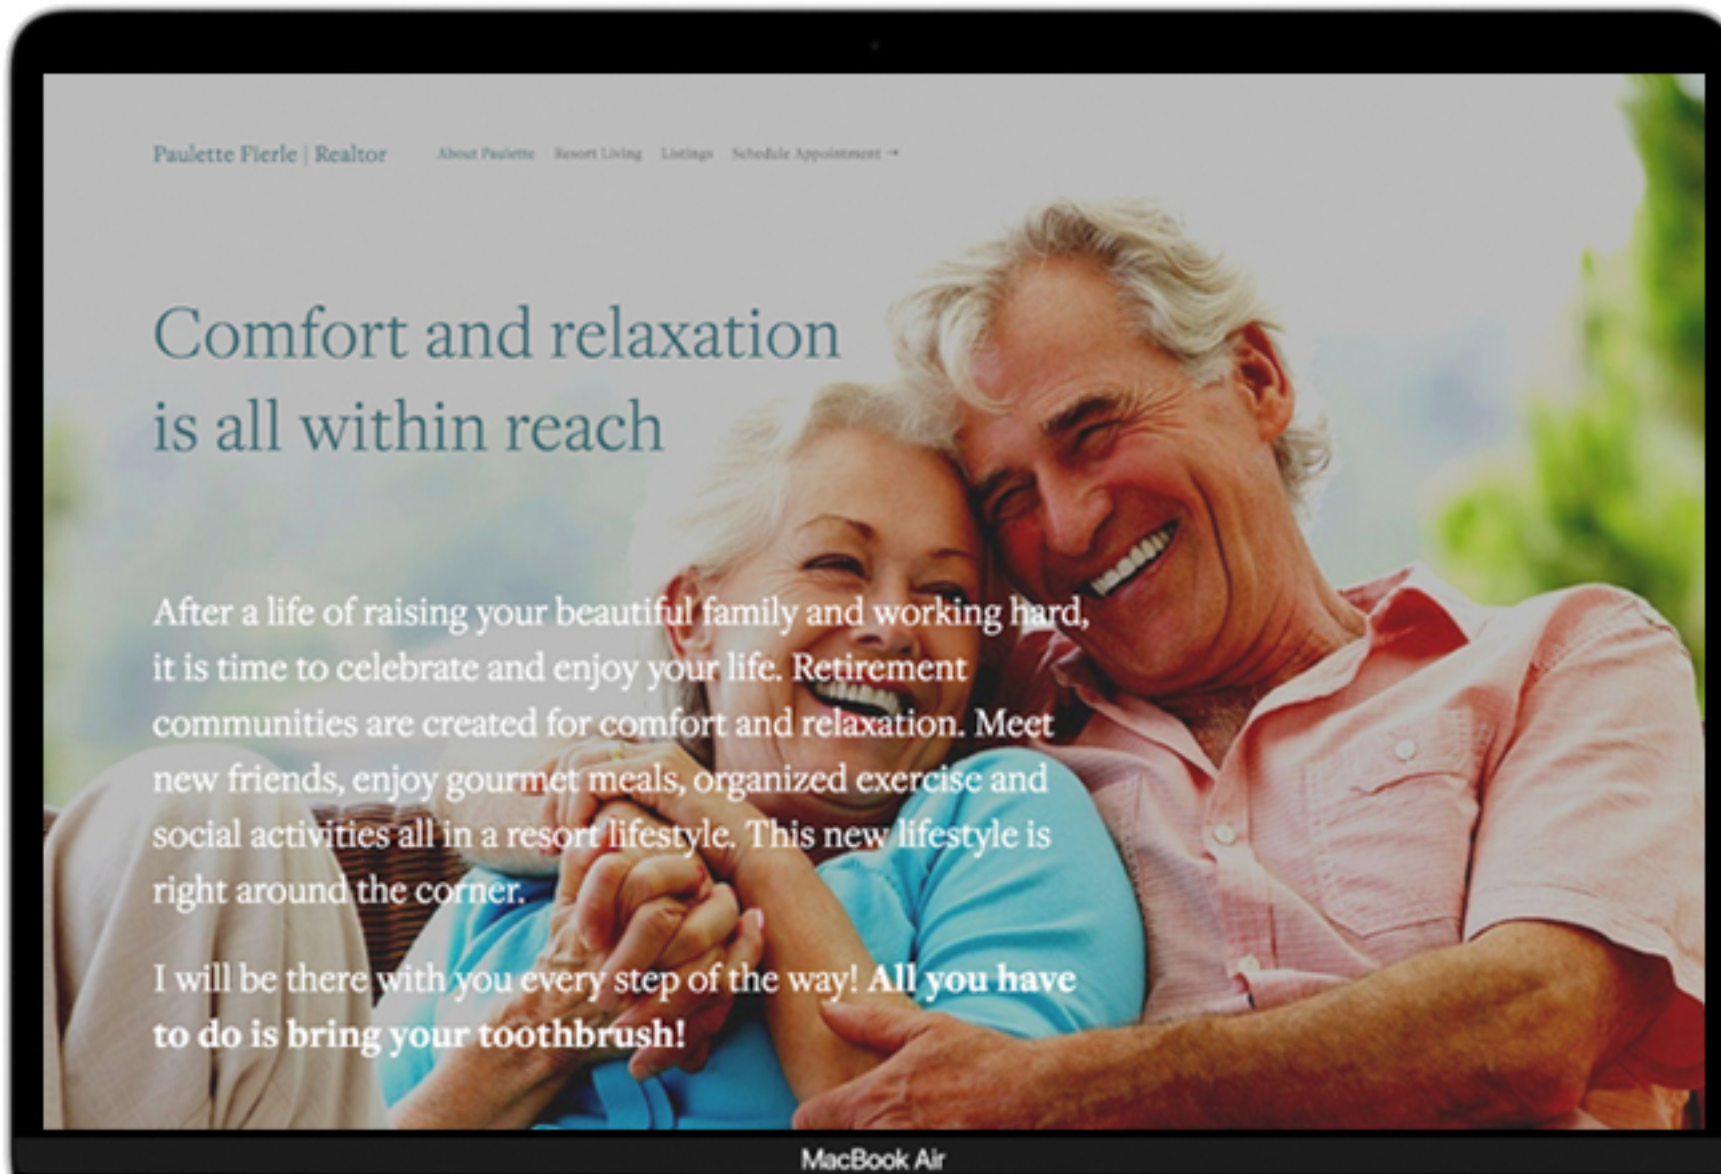 Paulette Fierle | Realtor
About Paulette
Resort Living
Listings
Schedule Appointment →
Comfort and relaxation
is all within reach
After a life of raising your beautiful family and working hard,
it is time to celebrate and enjoy your life. Retirement
communities are created for comfort and relaxation. Meet
new friends, enjoy gourmet meals, organized exercise and
social activities all in a resort lifestyle. This new lifestyle is
right around the corner.
I will be there with you every step of the way! All you have
to do is bring your toothbrush!
MacBook Air